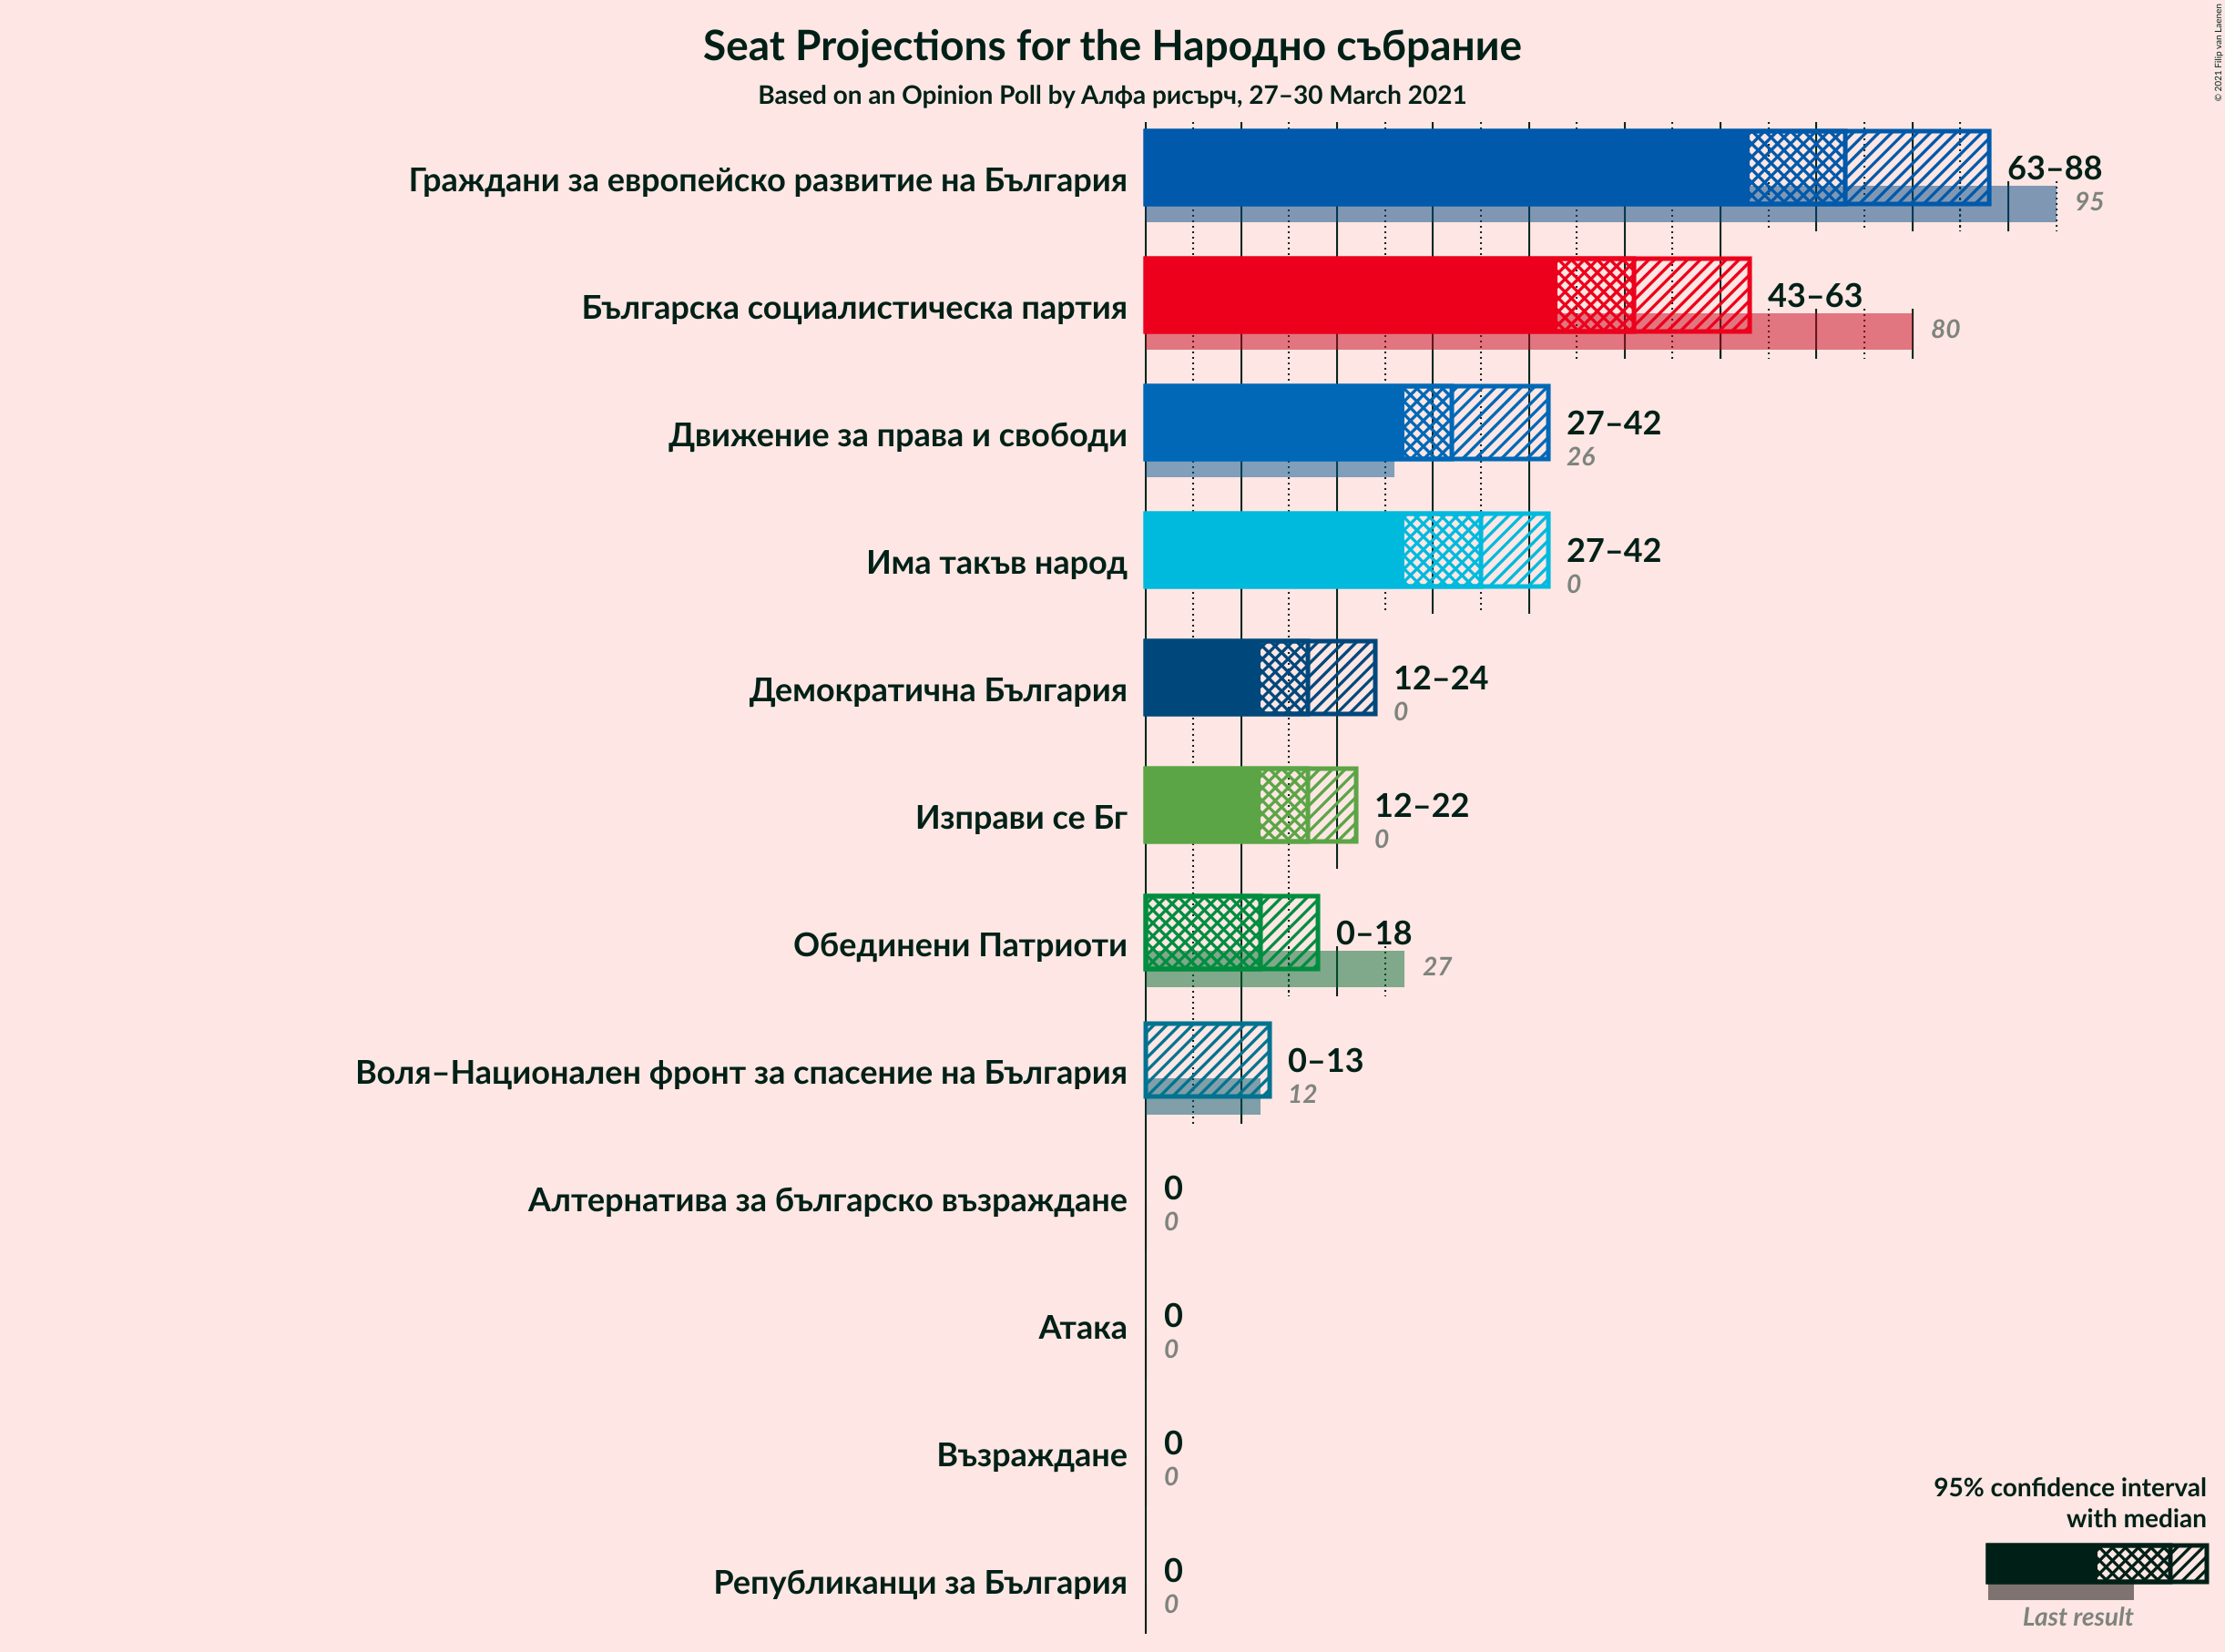 Seat Projections for the Народно събрание
Based on an Opinion Poll by Алфа рисърч, 27–30 March 2021
© 2021 Filip van Laenen
Граждани за европейско развитие на България
63–88
95
Българска социалистическа партия
43–63
80
Движение за права и свободи
27–42
26
Има такъв народ
27–42
0
Демократична България
12–24
0
Изправи се Бг
12–22
0
Обединени Патриоти
0–18
27
Воля–Национален фронт за спасение на България
0–13
12
Алтернатива за българско възраждане
0
0
Атака
0
0
Възраждане
0
0
Републиканци за България
0
0
95% confidence interval
with median
Last result